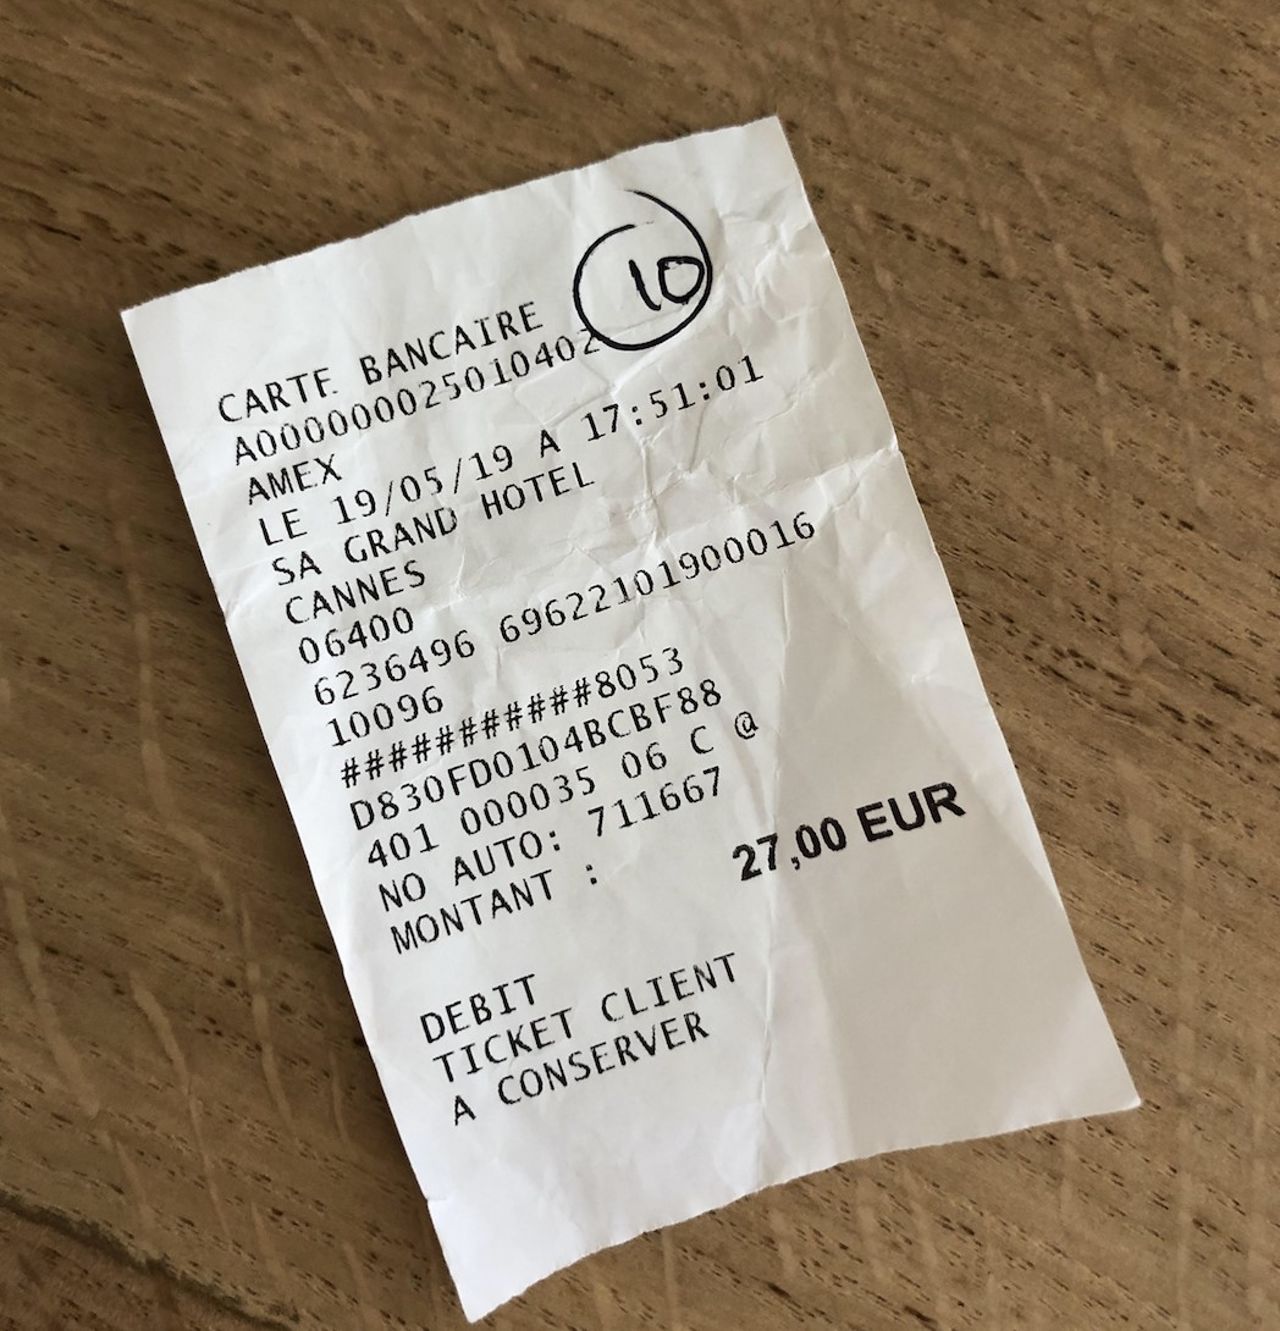 10
CARTE BANCAIRE
A000000025010402
AMEX
LE 19/05/19 A 17:51:01
SA GRAND HOTEL
CANNES
06400
6236496 69622101900016
10096
###########8053
D830FD0104BCBF88
401 000035 06 C @
NO AUTO: 711667
MONTANT : 27,00 EUR
DEBIT
TICKET CLIENT
A CONSERVER